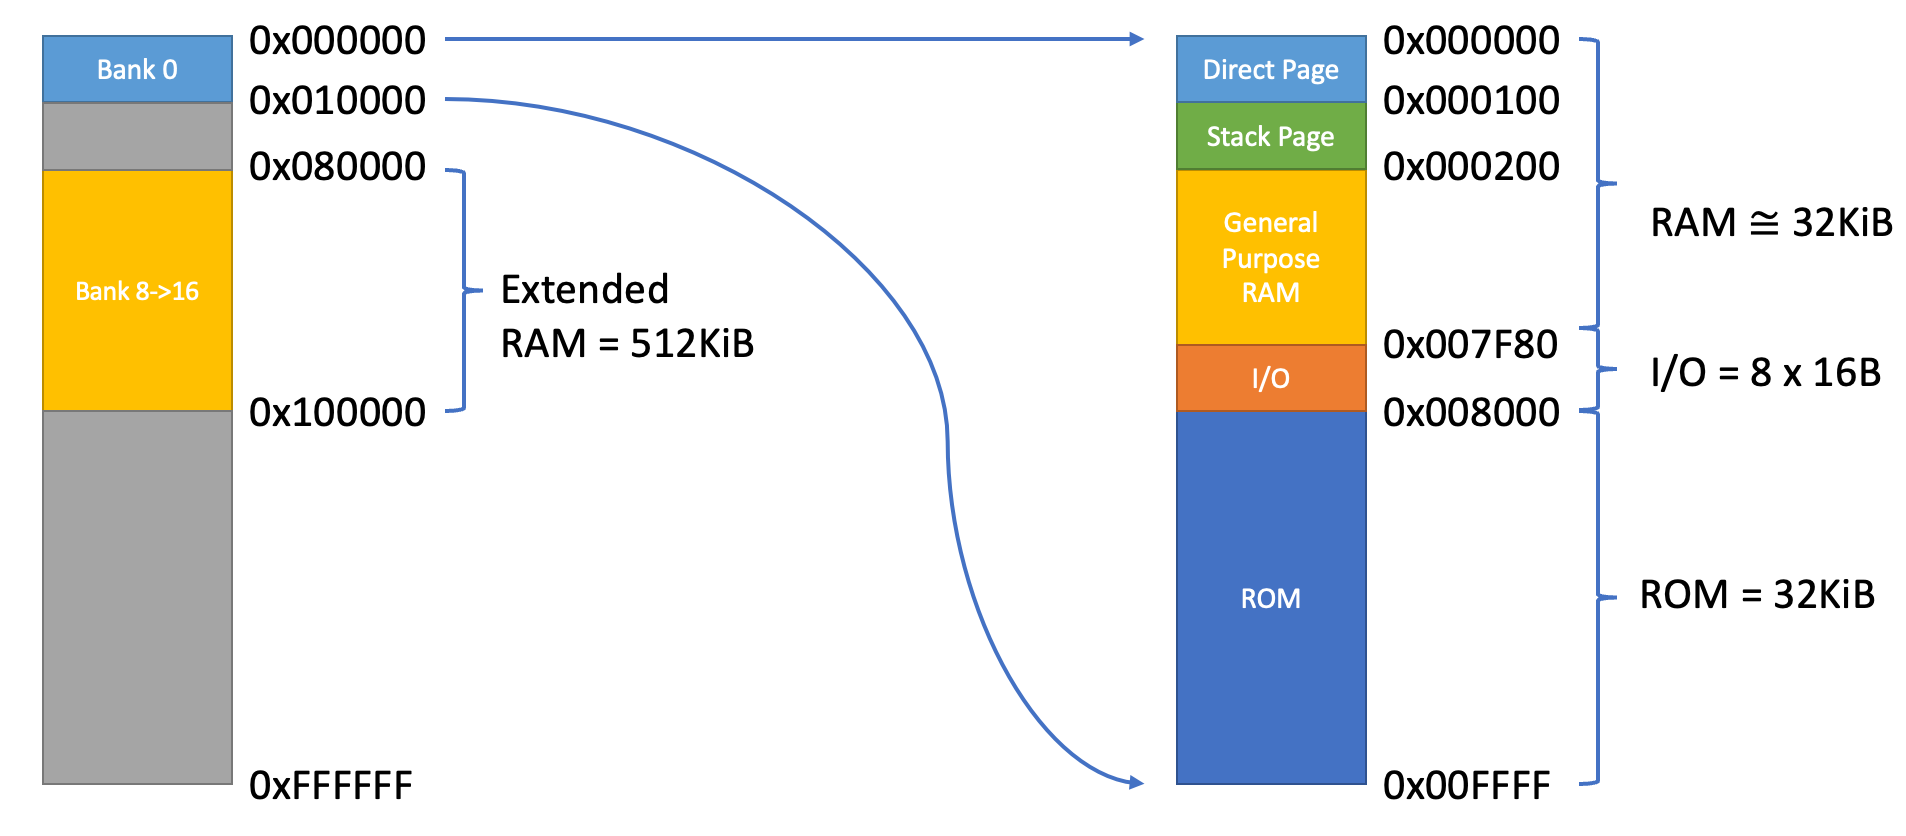 Bank 0
0x000000
0x010000
0x080000
Bank 8->16
Extended
RAM = 512KiB
0x100000
0xFFFFFF
Direct Page
0x000000
0x000100
Stack Page
0x000200
General
Purpose
RAM
RAM ≅ 32KiB
0x007F80
I/O
I/O = 8 x 16B
0x008000
ROM
ROM = 32KiB
0x00FFFF